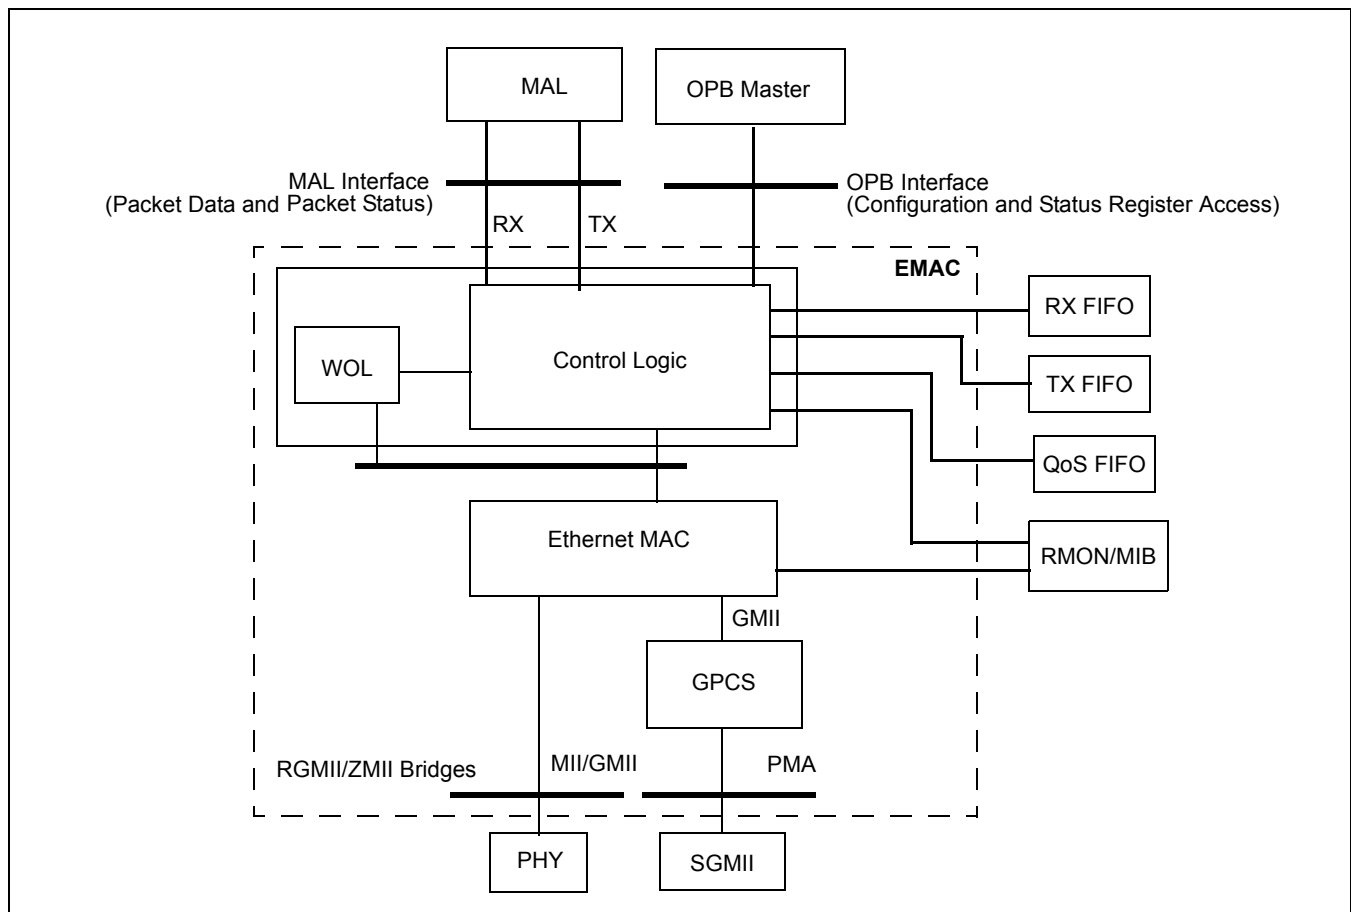 MAL
OPB Master
MAL Interface
(Packet Data and Packet Status)
OPB Interface
(Configuration and Status Register Access)
RX
TX
EMAC
RX FIFO
WOL
Control Logic
TX FIFO
QoS FIFO
Ethernet MAC
RMON/MIB
GMII
GPCS
RGMII/ZMII Bridges
MII/GMII
PMA
PHY
SGMII